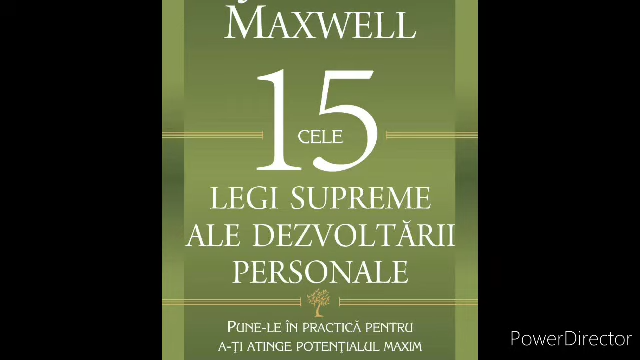 MAXWELL
CELE
15
LEGI SUPREME
ALE DEZVOLTĂRII
PERSONALE
PUNE-LE ÎN PRACTICĂ PENTRU
A-ȚI ATINGE POTENȚIALUL MAXIM
PowerDirector